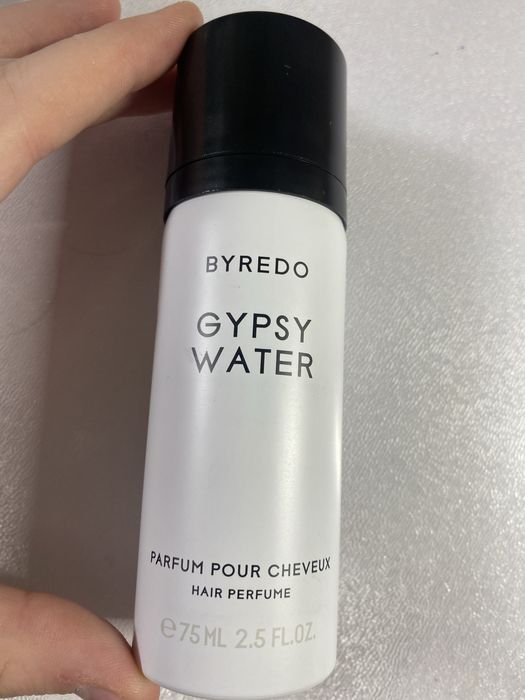 BYREDO
GYPSY
WATER
PARFUM POUR CHEVEUX
HAIR PERFUME
℮75ML 2.5 FL.OZ.